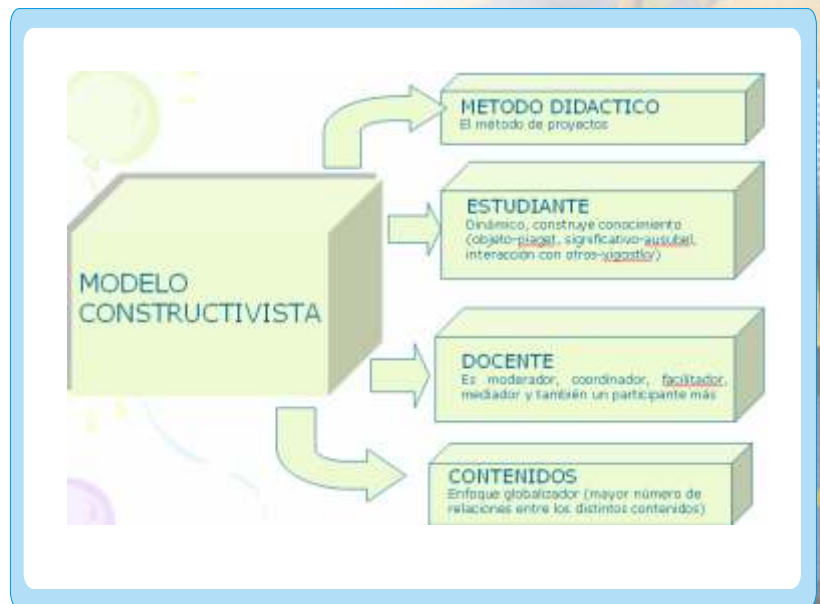 METODO DIDACTICO
El método de proyectos
ESTUDIANTE
Dinámico, construye conocimiento
(objeto-piaget, significativo-ausubel,
interacción con otros-vigostky)
MODELO
CONSTRUCTIVISTA
DOCENTE
Es moderador, coordinador, facilitador,
mediador y también un participante más
CONTENIDOS
Enfoque globalizador (mayor número de
relaciones entre los distintos contenidos)